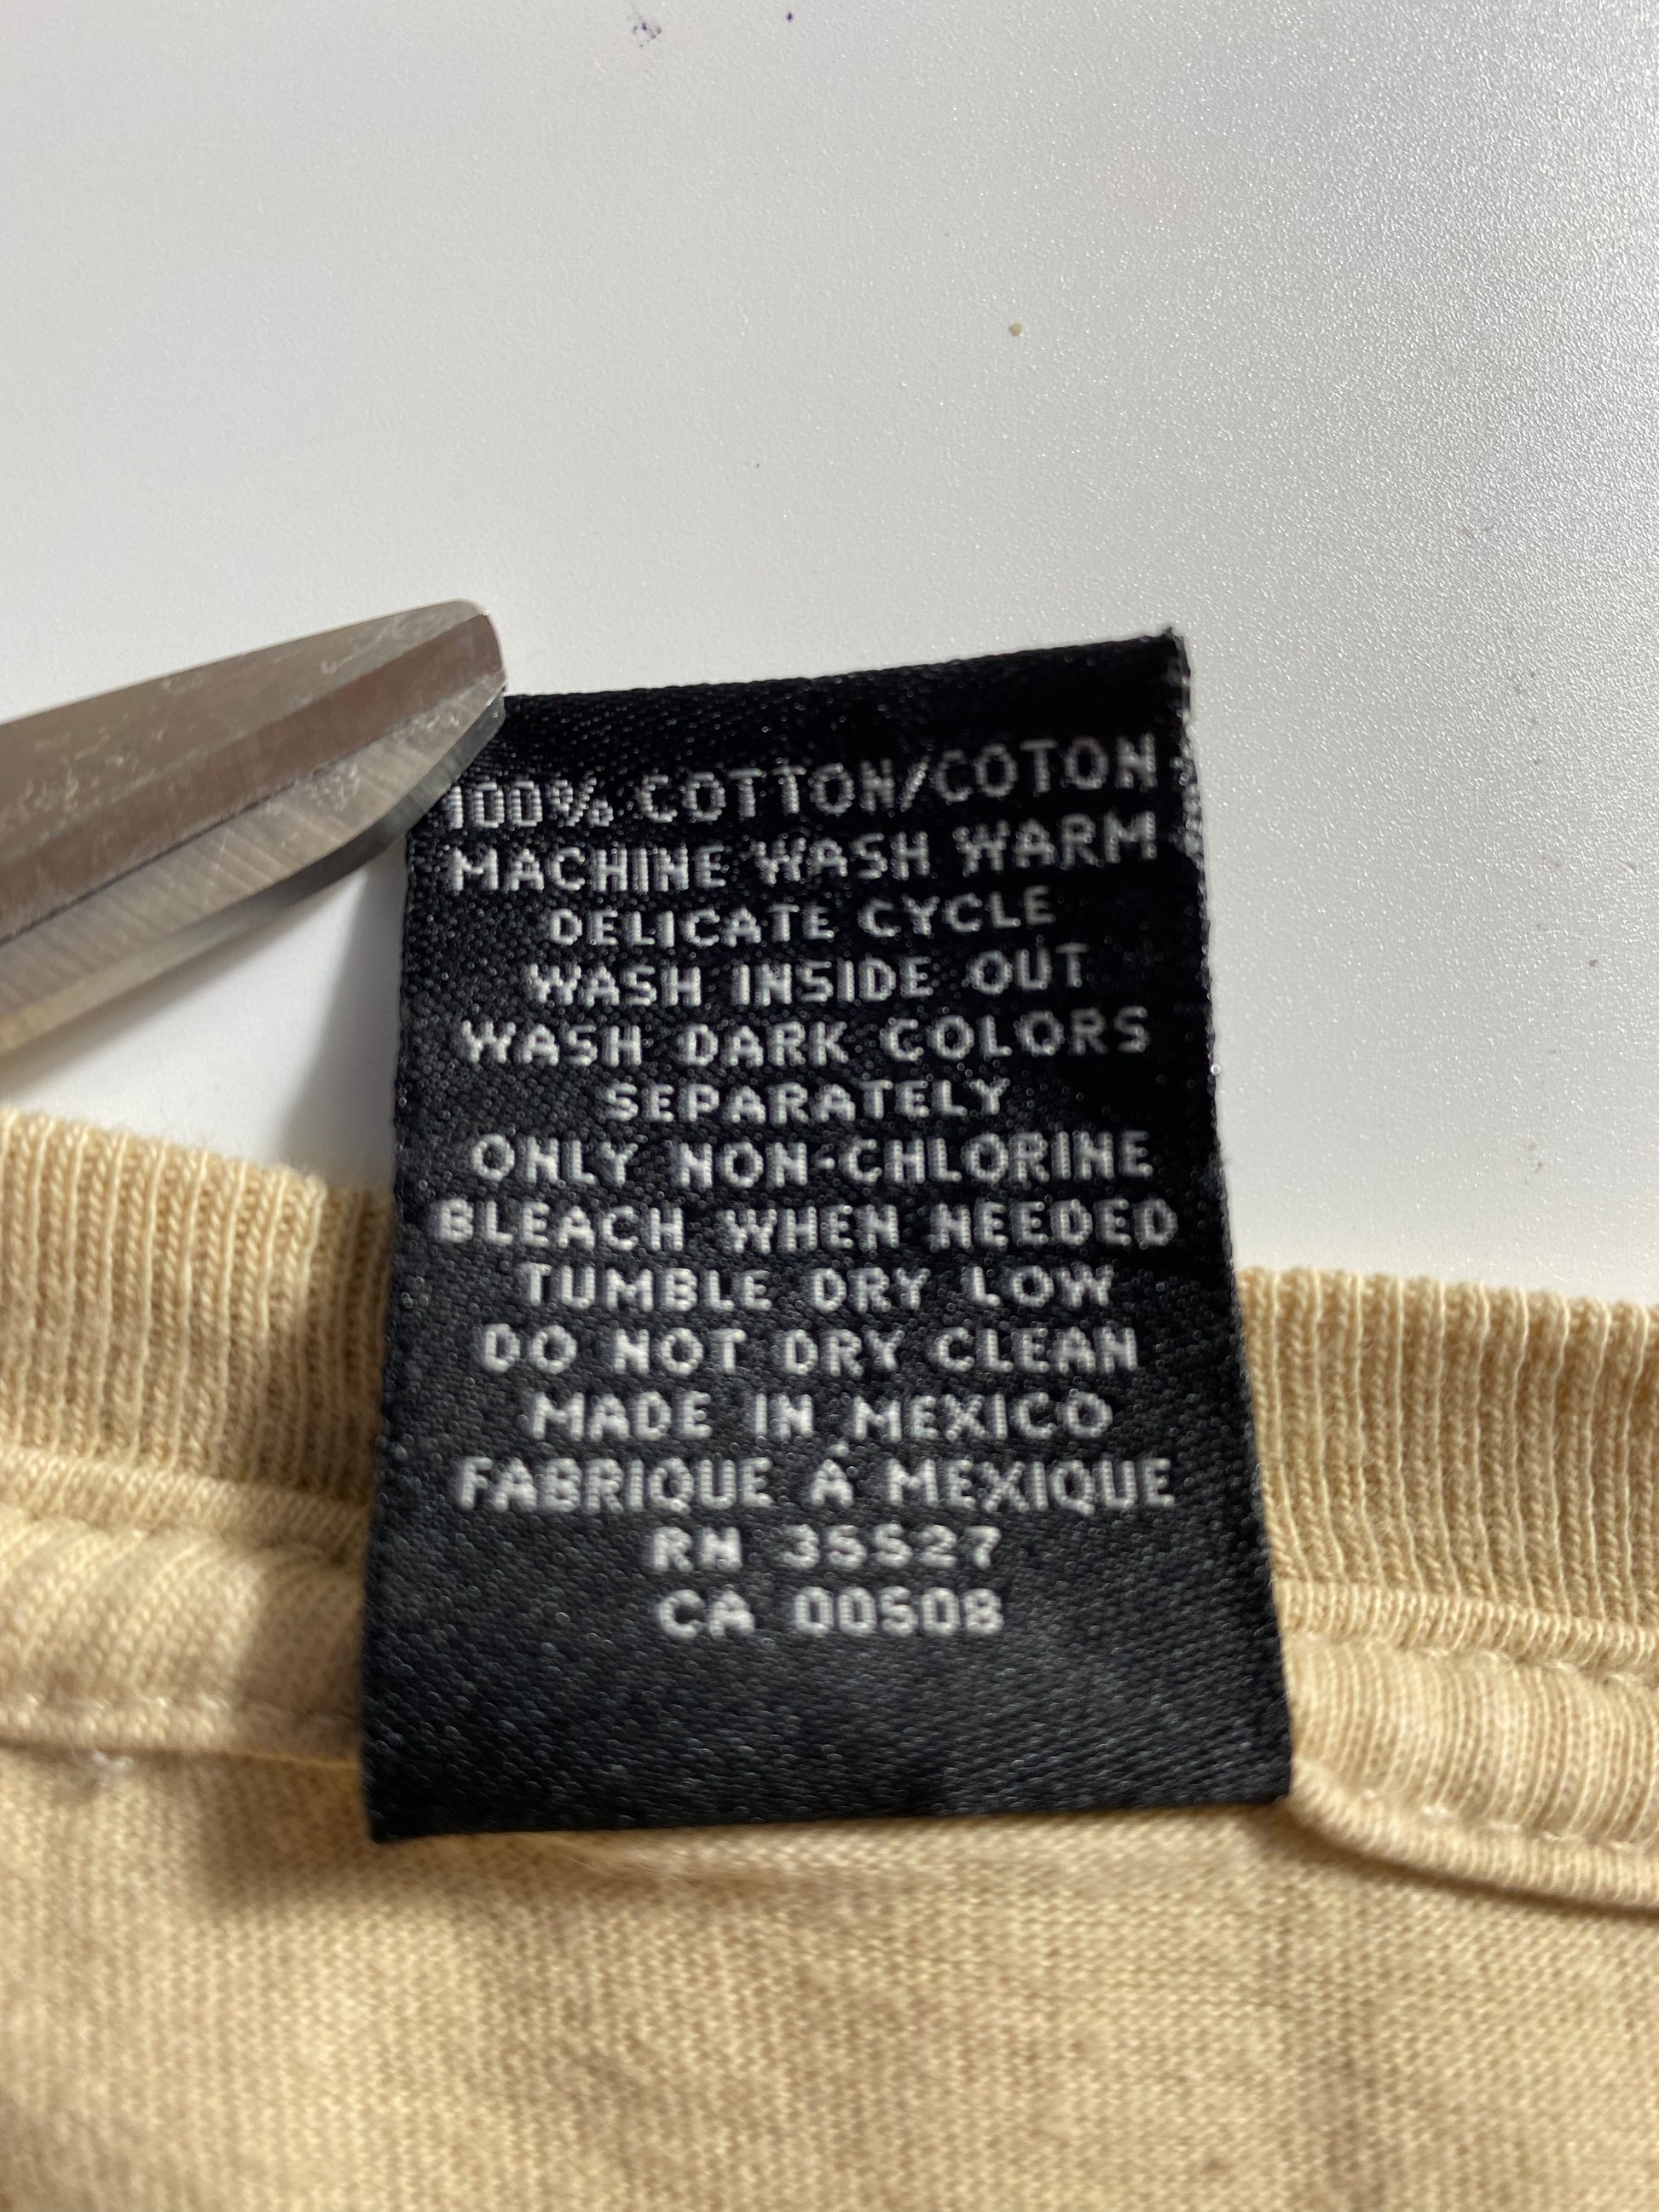 100% COTTON/COTON
MACHINE WASH WARM
DELICATE CYCLE
WASH INSIDE OUT
WASH DARK COLORS
SEPARATELY
ONLY NON-CHLORINE
BLEACH WHEN NEEDED
TUMBLE DRY LOW
DO NOT DRY CLEAN
MADE IN MEXICO
FABRIQUE Á MEXIQUE
RN 35527
CA 00508